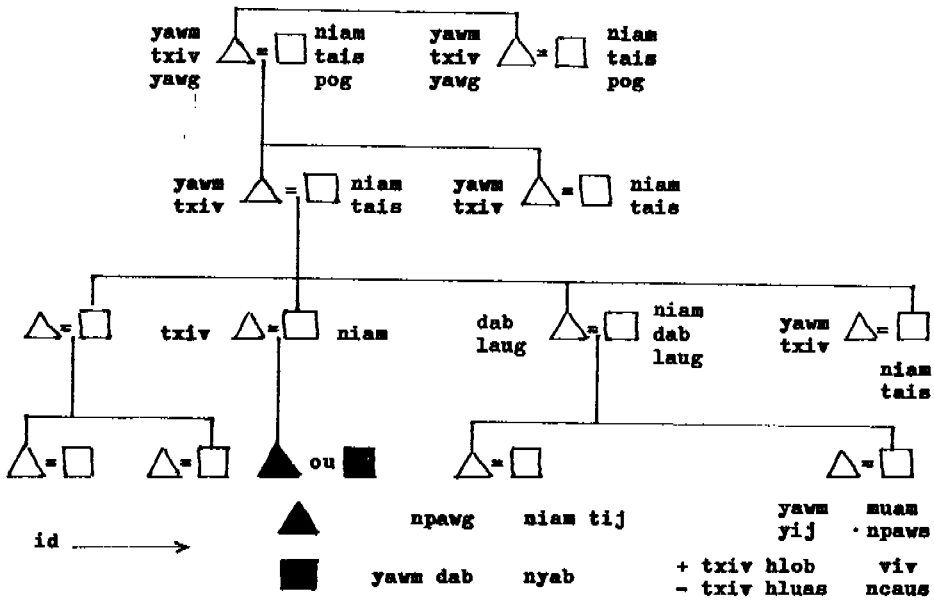 yawm niam yawm niam
txiv = tais txiv = tais
yawg pog yawg pog
yawm = niam yawm = niam
txiv tais txiv tais
= txiv = niam dab = niam yawm =
laug dab txiv
laug
niam
tais
= = ou = =
npawg niam tij yawm muam
yij npaws
id + txiv hlob viv
yawm dab nyab - txiv hluas ncaus